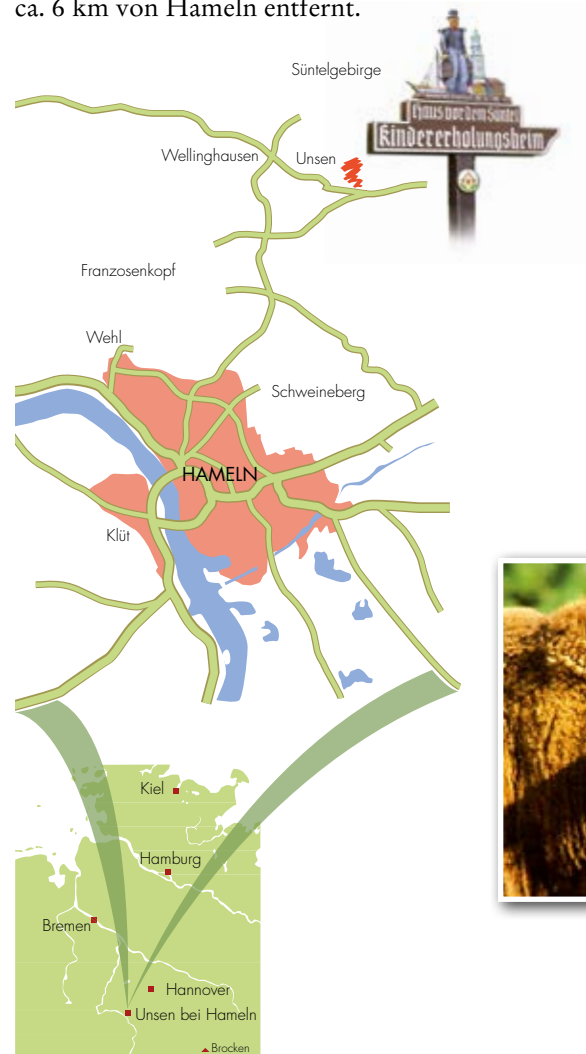 ca. 6 km von Hameln entfernt.
Süntelgebirge
Haus vor dem Süntel
Kindererholungsheim
Wellinghausen
Unsen
Franzosenkopf
Wehl
Schweineberg
HAMELN
Klüt
Kiel
Hamburg
Bremen
Hannover
Unsen bei Hameln
Brocken